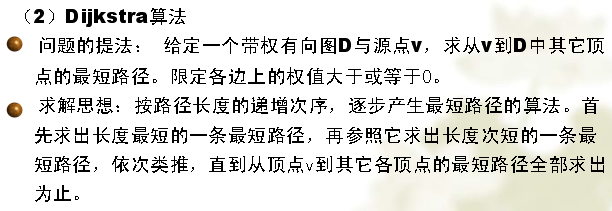 （2）Dijkstra算法
问题的提法： 给定一个带权有向图D与源点v，求从v到D中其它顶
点的最短路径。限定各边上的权值大于或等于0。
求解思想：按路径长度的递增次序，逐步产生最短路径的算法。首
先求出长度最短的一条最短路径，再参照它求出长度次短的一条最
短路径，依次类推，直到从顶点v到其它各顶点的最短路径全部求出
为止。